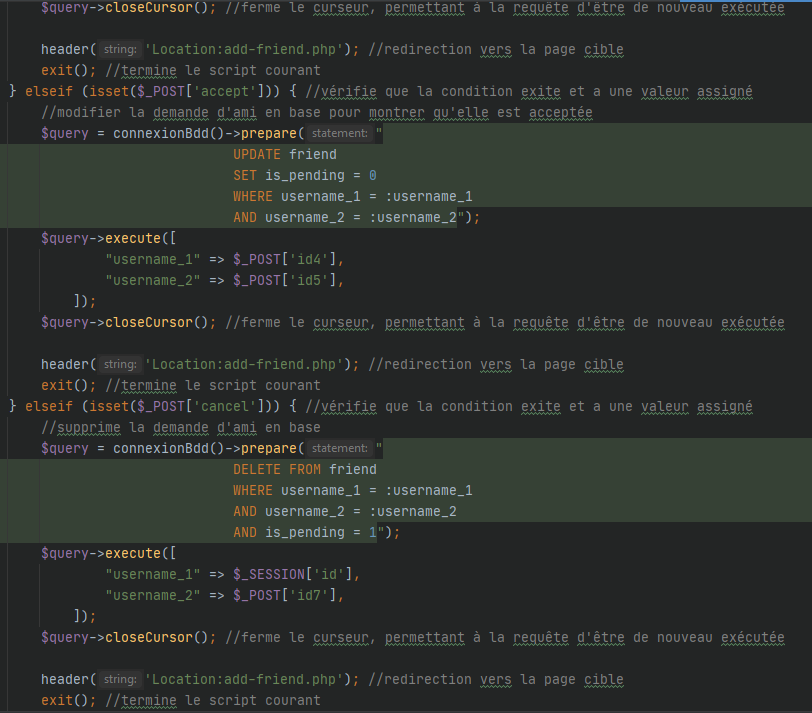 $query->closeCursor(); //ferme le curseur, permettant à la requête d'être de nouveau exécutée
header( string: 'Location:add-friend.php'); //redirection vers la page cible
exit(); //termine le script courant
} elseif (isset($_POST['accept'])) { //vérifie que la condition exite et a une valeur assigné
//modifier la demande d'ami en base pour montrer qu'elle est acceptée
$query = connexionBdd()->prepare( statement: "
UPDATE friend
SET is_pending = 0
WHERE username_1 = :username_1
AND username_2 = :username_2");
$query->execute([
"username_1" => $_POST['id4'],
"username_2" => $_POST['id5'],
]);
$query->closeCursor(); //ferme le curseur, permettant à la requête d'être de nouveau exécutée
header( string: 'Location:add-friend.php'); //redirection vers la page cible
exit(); //termine le script courant
} elseif (isset($_POST['cancel'])) { //vérifie que la condition exite et a une valeur assigné
//supprime la demande d'ami en base
$query = connexionBdd()->prepare( statement: "
DELETE FROM friend
WHERE username_1 = :username_1
AND username_2 = :username_2
AND is_pending = 1");
$query->execute([
"username_1" => $_SESSION['id'],
"username_2" => $_POST['id7'],
]);
$query->closeCursor(); //ferme le curseur, permettant à la requête d'être de nouveau exécutée
header( string: 'Location:add-friend.php'); //redirection vers la page cible
exit(); //termine le script courant